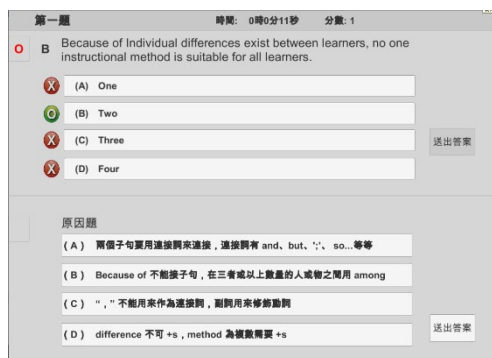 第一題 時間: 0時0分11秒 分數: 1
O B Because of Individual differences exist between learners, no one
instructional method is suitable for all learners.
X (A) One
O (B) Two
X (C) Three 送出答案
X (D) Four
原因題
( A ) 兩個子句要用連接詞來連接，連接詞有 and、but、';'、 so...等等
( B ) Because of 不能接子句，在三者或以上數量的人或物之間用 among
( C ) “ , ” 不能用來作為連接詞，副詞用來修飾動詞
( D ) difference 不可 +s，method 為複數需要 +s 送出答案